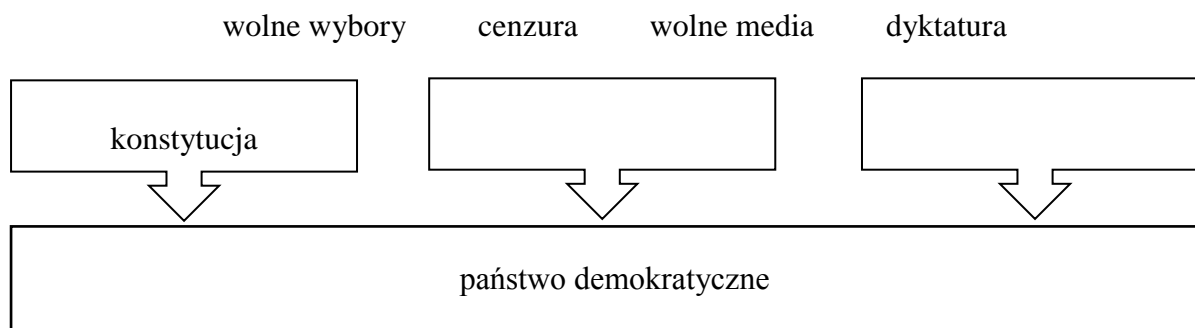 wolne wybory cenzura wolne media dyktatura
konstytucja
państwo demokratyczne